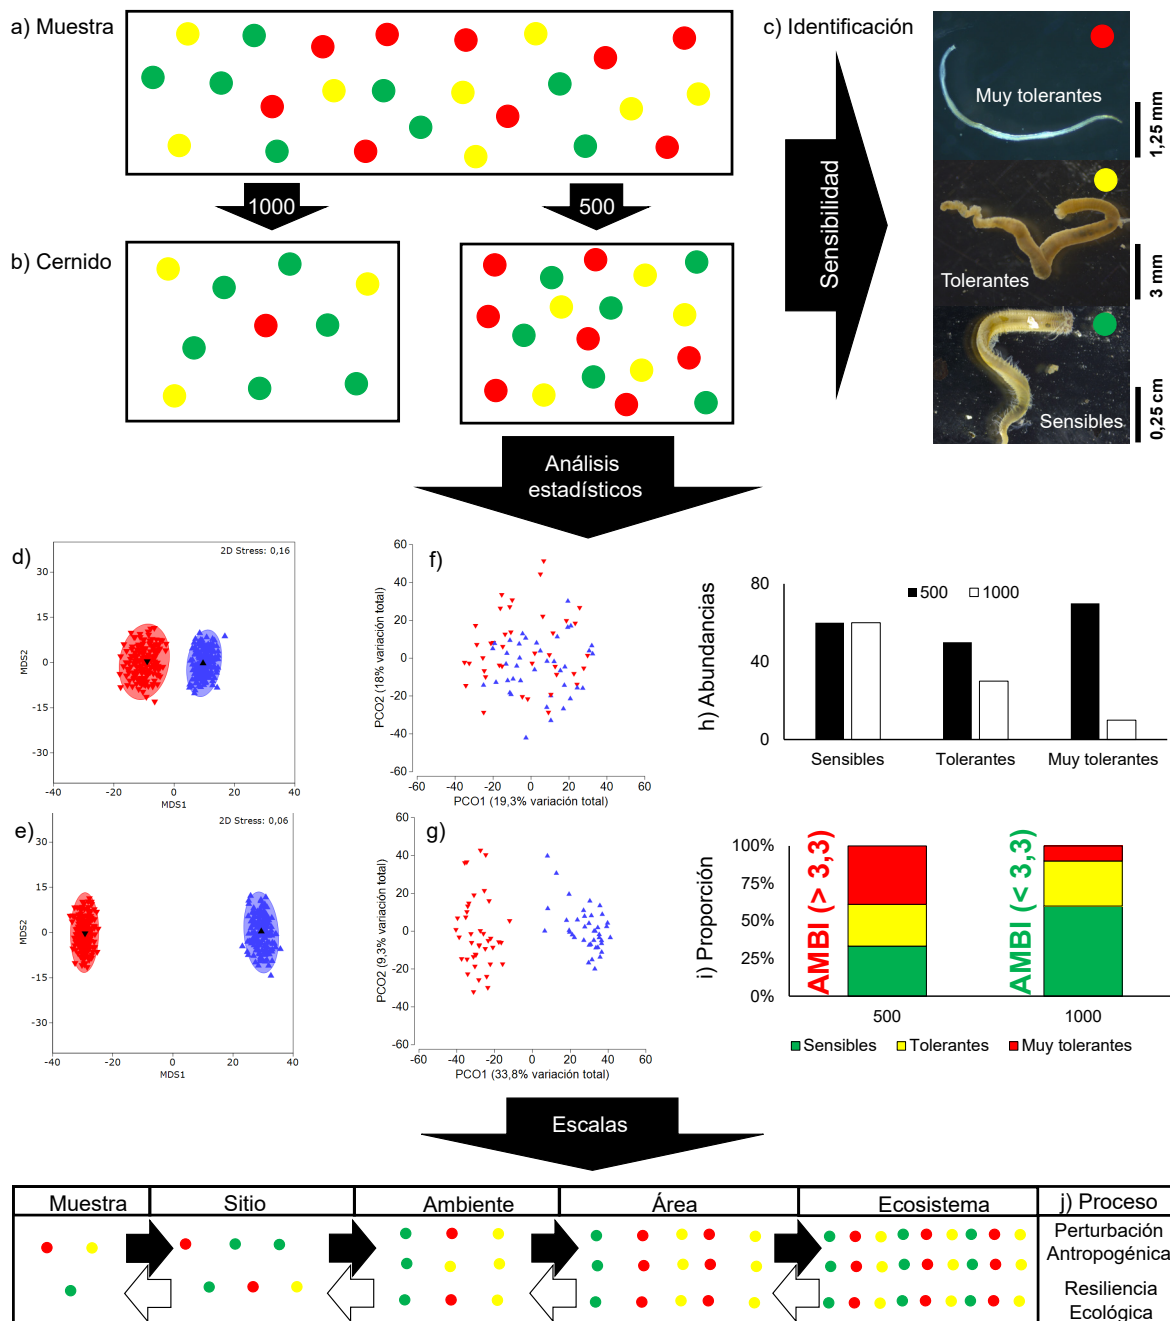 a) Muestra
1000
500
b) Cernido
c) Identificación
Sensibilidad
Muy tolerantes
1,25 mm
Tolerantes
3 mm
Sensibles
0,25 cm
Análisis
estadísticos
d)
2D Stress: 0,16
MDS2
30
15
0
-15
-30
-40
-20
0
20
40
MDS1
e)
2D Stress: 0,06
MDS2
30
15
0
-15
-30
-40
-20
0
20
40
MDS1
f)
PCO2 (18% variación total)
60
40
20
0
-20
-40
-60
-60
-40
-20
0
20
40
60
PCO1 (19,3% variación total)
g)
PCO2 (9,3% variación total)
60
40
20
0
-20
-40
-60
-60
-40
-20
0
20
40
60
PCO1 (33,8% variación total)
h) Abundancias
80
40
0
500
1000
Sensibles
Tolerantes
Muy tolerantes
i) Proporción
100%
75%
50%
25%
0%
AMBI (> 3,3)
AMBI (< 3,3)
500
1000
Sensibles
Tolerantes
Muy tolerantes
Escalas
Muestra
Sitio
Ambiente
Área
Ecosistema
j) Proceso
Perturbación
Antropogénica
Resiliencia
Ecológica